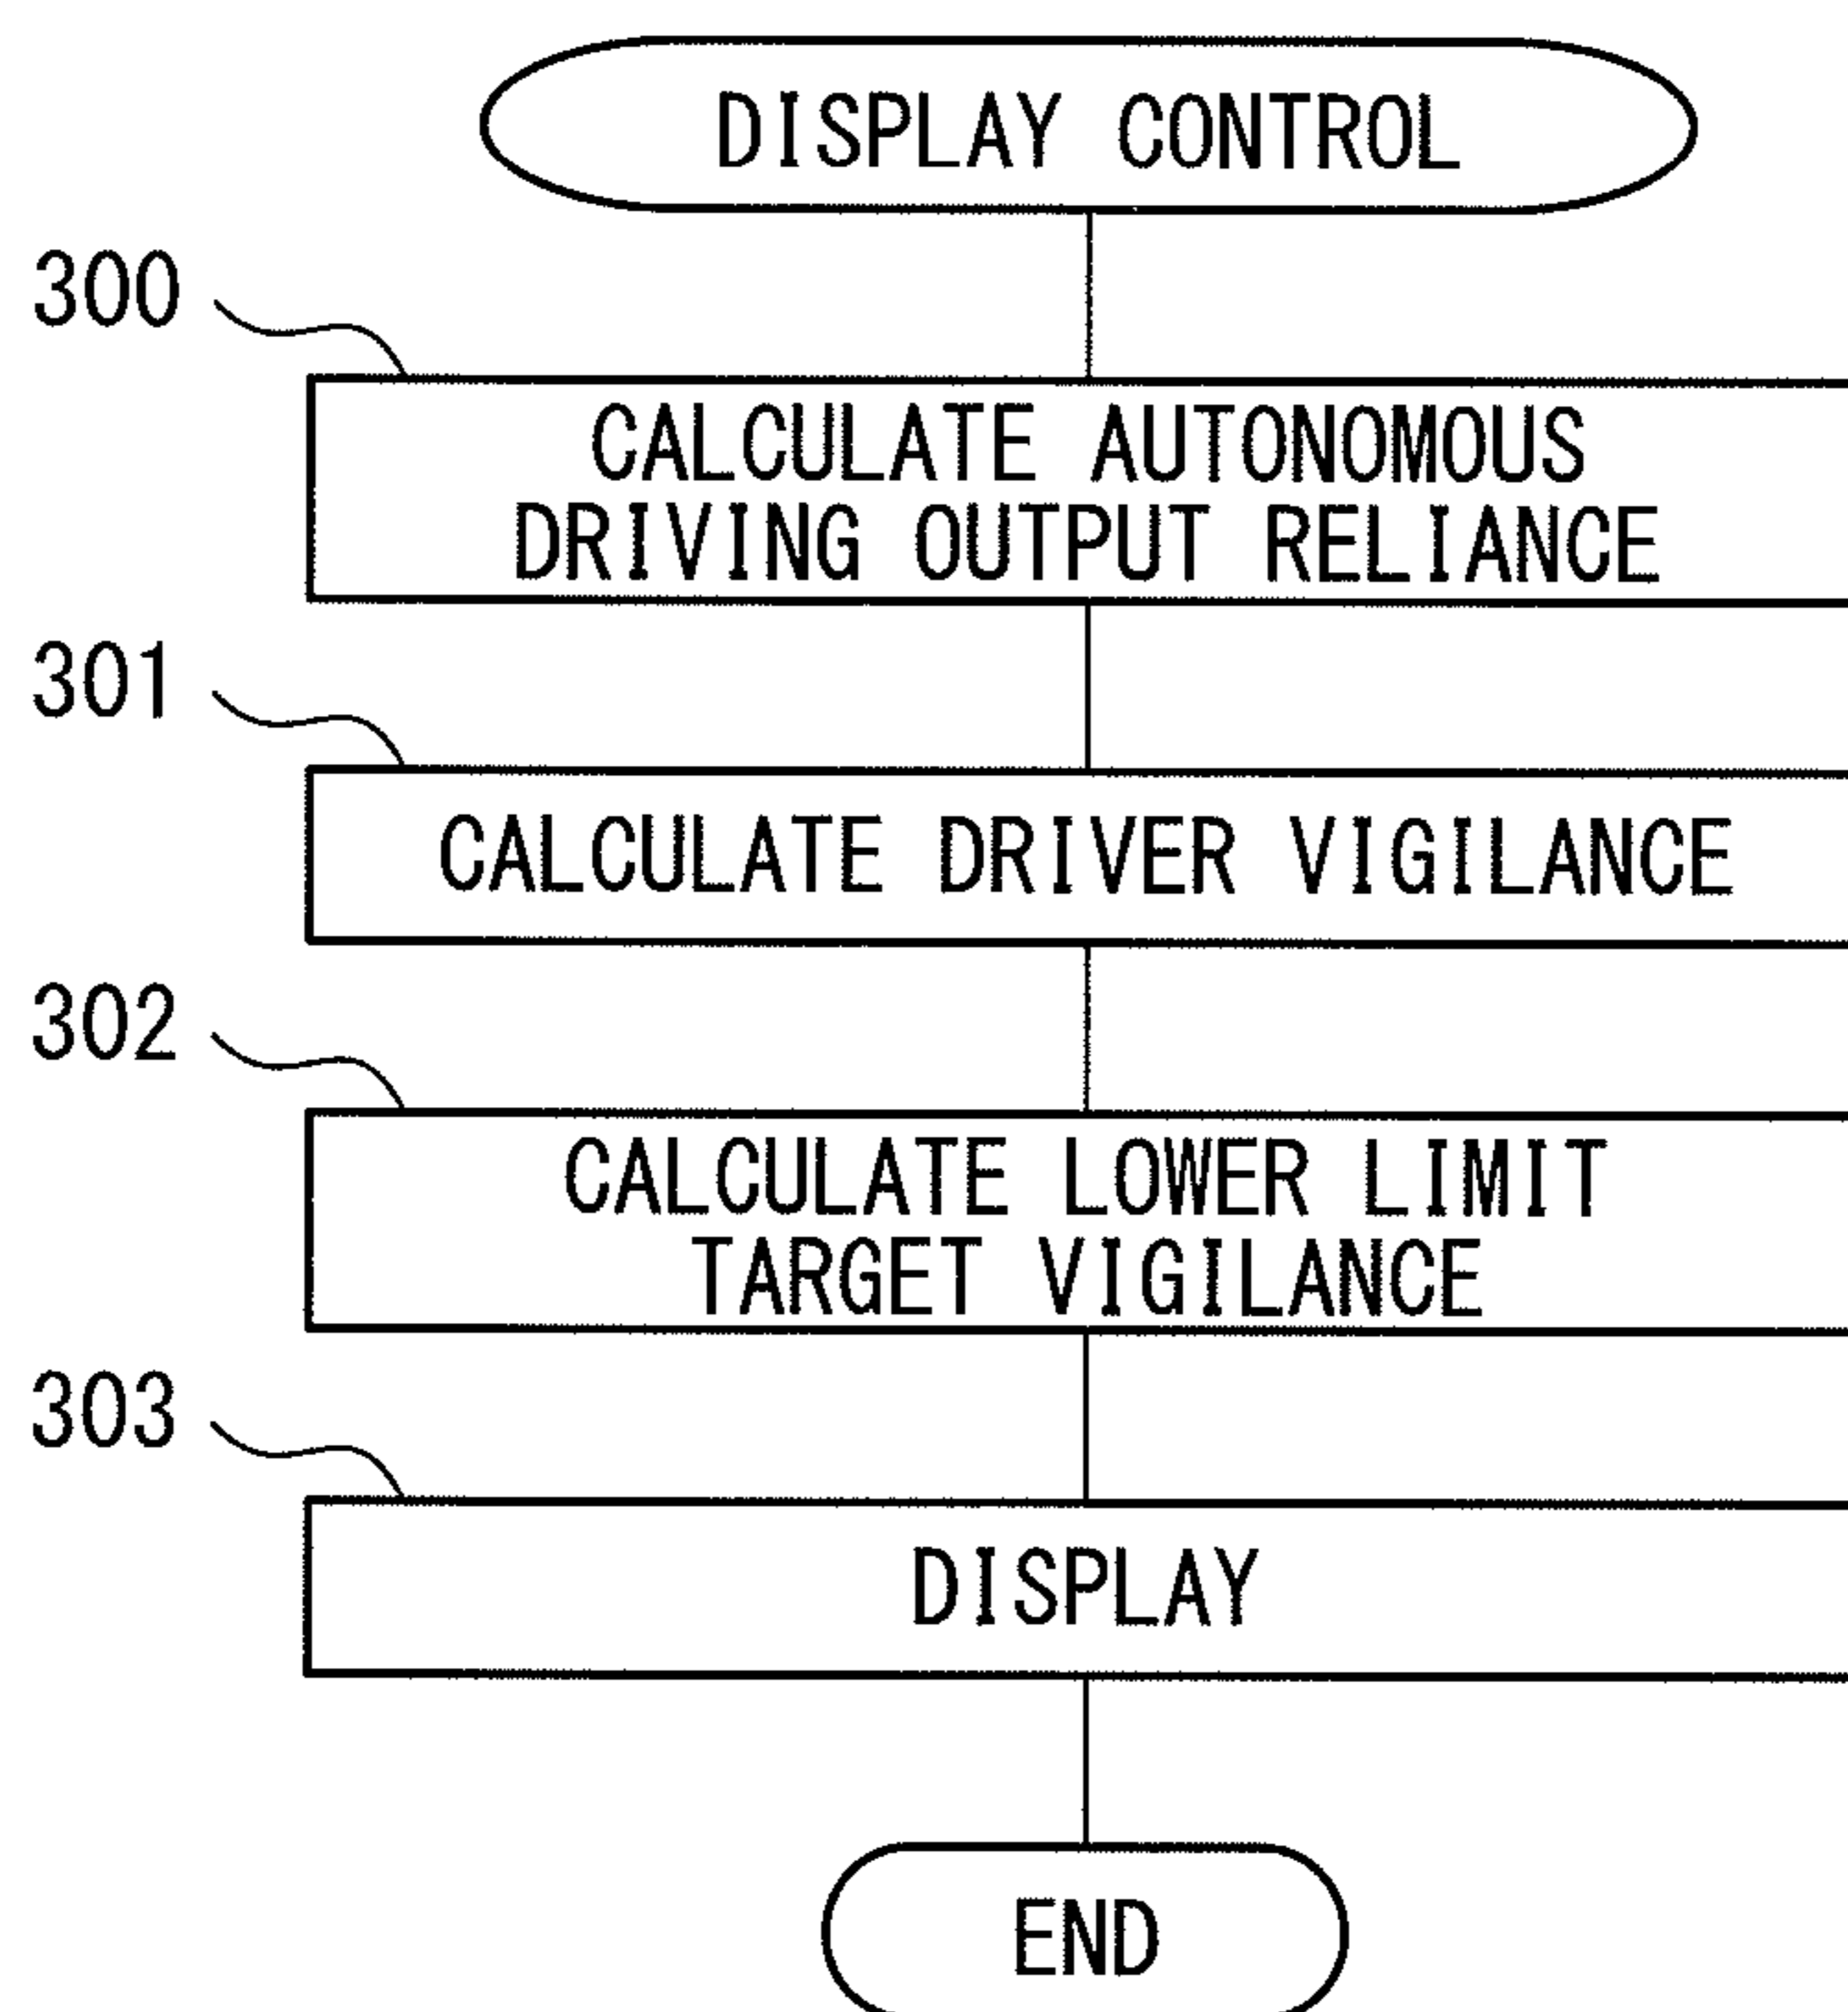 DISPLAY CONTROL
300
CALCULATE AUTONOMOUS
DRIVING OUTPUT RELIANCE
301
CALCULATE DRIVER VIGILANCE
302
CALCULATE LOWER LIMIT
TARGET VIGILANCE
303
DISPLAY
END